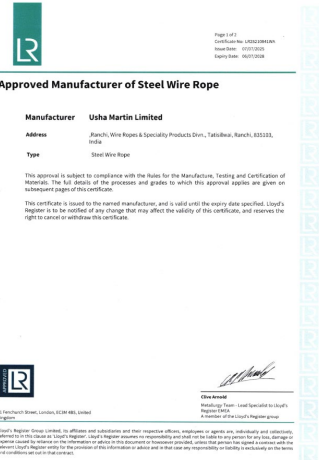 LR
Page 1 of 2
Issue Date: 07/07/2025
Expiry Date: 06/07/2028
Approved Manufacturer of Steel Wire Rope
Manufacturer Usha Martin Limited
Address ,Ranchi, Wire Ropes & Speciality Products Divn., Tatisilwai, Ranchi, 835103,
India
Type Steel Wire Rope
This approval is subject to compliance with the Rules for the Manufacture, Testing and Certification of
Materials. The full details of the processes and grades to which this approval applies are given on
subsequent pages of this certificate.
This certificate is issued to the named manufacturer, and is valid until the expiry date specified. Lloyd's
Register is to be notified of any change that may affect the validity of this certificate, and reserves the
right to cancel or withdraw this certificate.
APPROVED
LR
Clive Arnold
Metallurgy Team - Lead Specialist to Lloyd's
Register EMEA
A member of the Lloyd's Register group
1 Fenchurch Street, London, EC3M 4BS, United
Kingdom
Lloyd's Register Group Limited, its affiliates and subsidiaries and their respective officers, employees or agents are, individually and collectively,
referred to in this clause as 'Lloyd's Register'. Lloyd's Register assumes no responsibility and shall not be liable to any person for any loss, damage or
expense caused by reliance on the information or advice in this document or howsoever provided, unless that person has signed a contract with the
relevant Lloyd's Register entity for the provision of this information or advice and in that case any responsibility or liability is exclusively on the terms
and conditions set out in that contract.